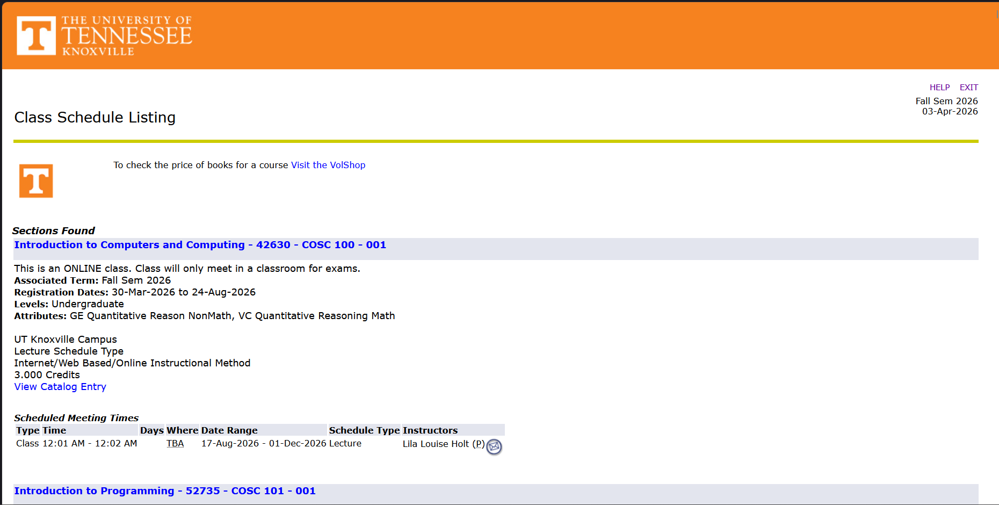 THE UNIVERSITY OF
TENNESSEE
KNOXVILLE
HELP EXIT
Fall Sem 2026
03-Apr-2026
Class Schedule Listing
To check the price of books for a course Visit the VolShop
Sections Found
Introduction to Computers and Computing - 42630 - COSC 100 - 001
This is an ONLINE class. Class will only meet in a classroom for exams.
Associated Term: Fall Sem 2026
Registration Dates: 30-Mar-2026 to 24-Aug-2026
Levels: Undergraduate
Attributes: GE Quantitative Reason NonMath, VC Quantitative Reasoning Math
UT Knoxville Campus
Lecture Schedule Type
Internet/Web Based/Online Instructional Method
3.000 Credits
View Catalog Entry
Scheduled Meeting Times
Type Time Days Where Date Range Schedule Type Instructors
Class 12:01 AM - 12:02 AM TBA 17-Aug-2026 - 01-Dec-2026 Lecture Lila Louise Holt (P)
Introduction to Programming - 52735 - COSC 101 - 001